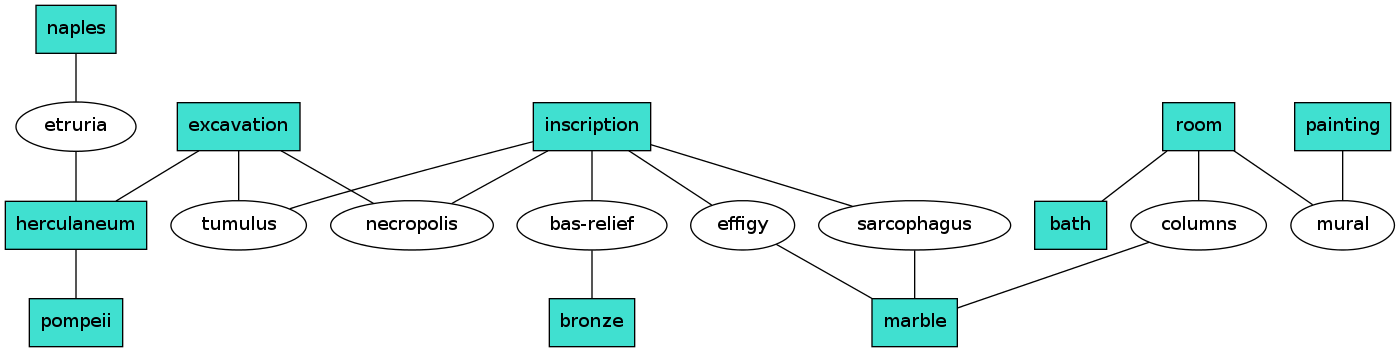 naples
etruria
excavation
inscription
room
painting
herculaneum
tumulus
necropolis
bas-relief
effigy
sarcophagus
bath
columns
mural
pompeii
bronze
marble